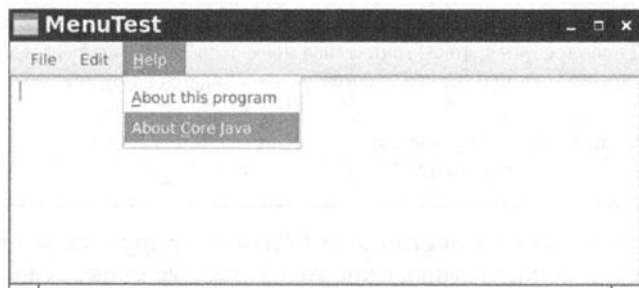 MenuTest
File Edit Help
About this program
About Core Java